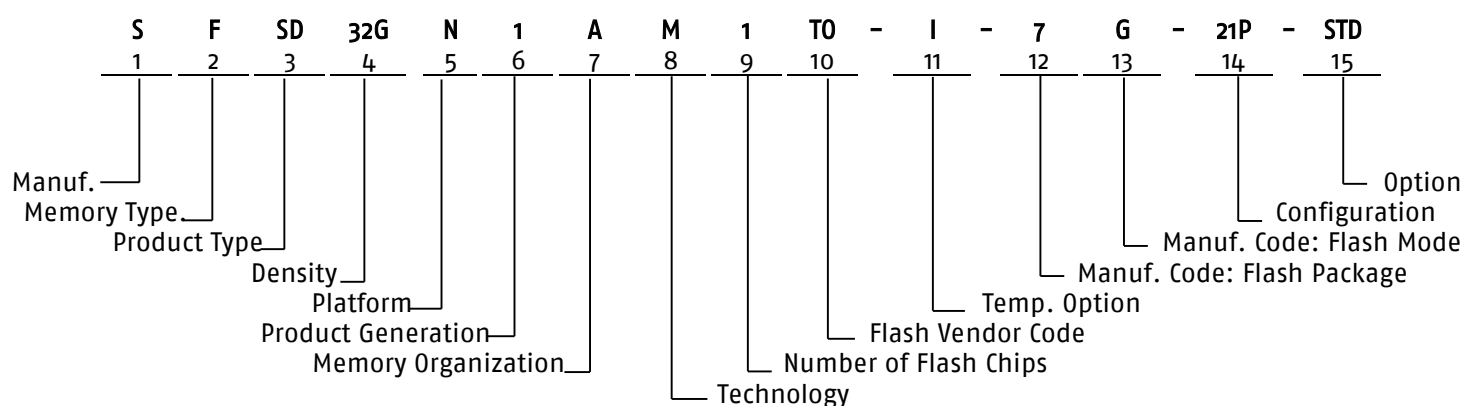 S F SD 32G N 1 A M 1 TO - I - 7 G - 21P - STD
1 2 3 4 5 6 7 8 9 10 11 12 13 14 15
Manuf. Option
Memory Type. Configuration
Product Type Manuf. Code: Flash Mode
Density Manuf. Code: Flash Package
Platform Temp. Option
Product Generation Flash Vendor Code
Memory Organization Number of Flash Chips
Technology